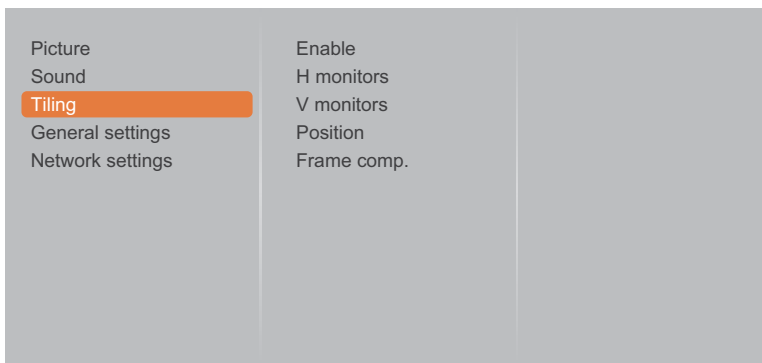 Picture
Sound
Tiling
General settings
Network settings
Enable
H monitors
V monitors
Position
Frame comp.